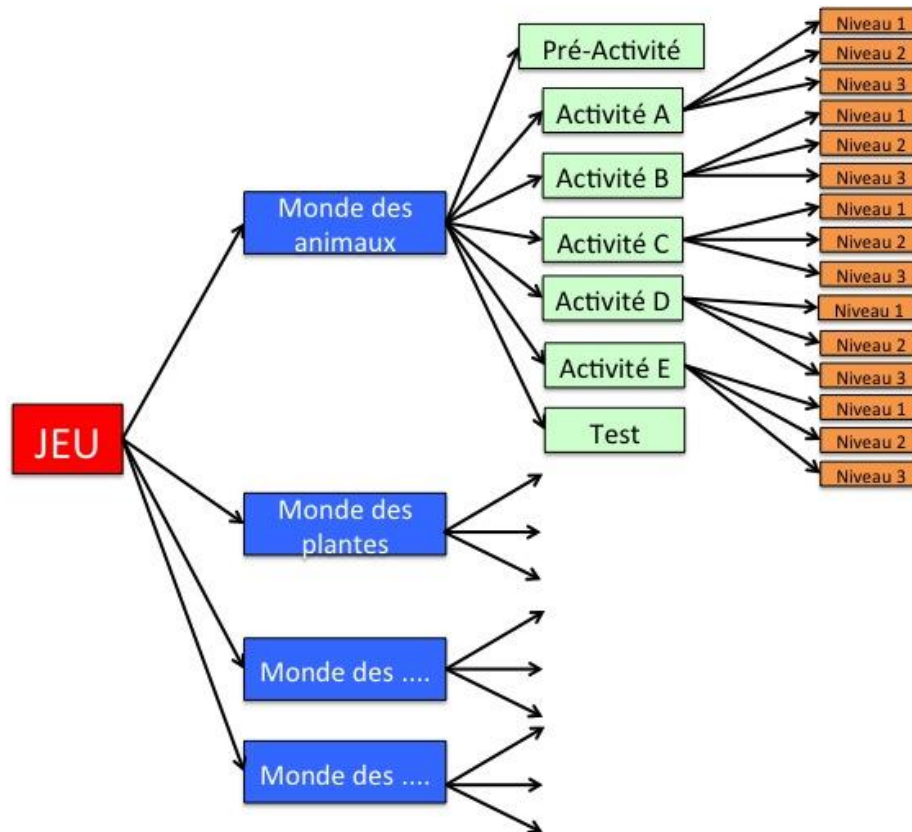 Pré-Activité
Activité A
Activité B
Activité C
Activité D
Activité E
Test
Niveau 1
Niveau 2
Niveau 3
Niveau 1
Niveau 2
Niveau 3
Niveau 1
Niveau 2
Niveau 3
Niveau 1
Niveau 2
Niveau 3
Niveau 1
Niveau 2
Niveau 3
Monde des
animaux
JEU
Monde des
plantes
Monde des ....
Monde des ....